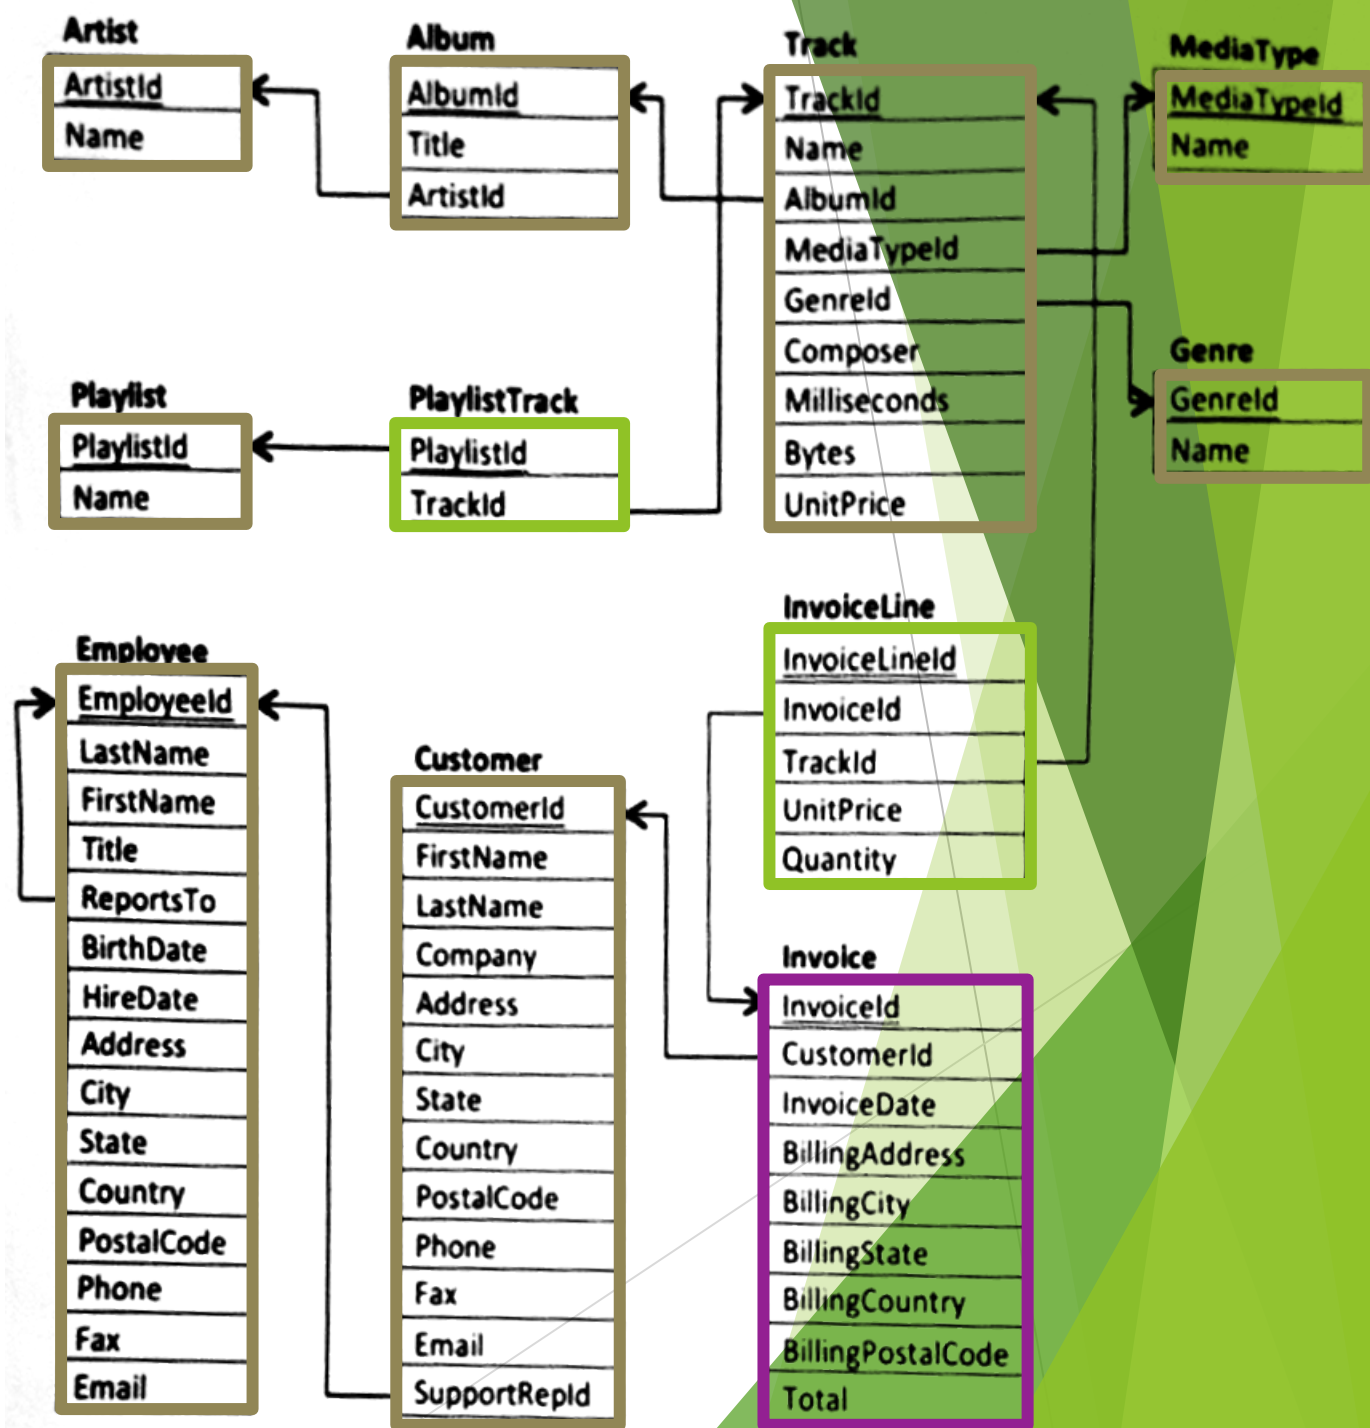 Artist
ArtistId
Name
Album
AlbumId
Title
ArtistId
Track
TrackId
Name
AlbumId
MediaTypeId
GenreId
Composer
Milliseconds
Bytes
UnitPrice
MediaType
MediaTypeId
Name
Genre
GenreId
Name
Playlist
PlaylistId
Name
PlaylistTrack
PlaylistId
TrackId
Employee
EmployeeId
LastName
FirstName
Title
ReportsTo
BirthDate
HireDate
Address
City
State
Country
PostalCode
Phone
Fax
Email
Customer
CustomerId
FirstName
LastName
Company
Address
City
State
Country
PostalCode
Phone
Fax
Email
SupportRepId
InvoiceLine
InvoiceLineId
InvoiceId
TrackId
UnitPrice
Quantity
Invoice
InvoiceId
CustomerId
InvoiceDate
BillingAddress
BillingCity
BillingState
BillingCountry
BillingPostalCode
Total